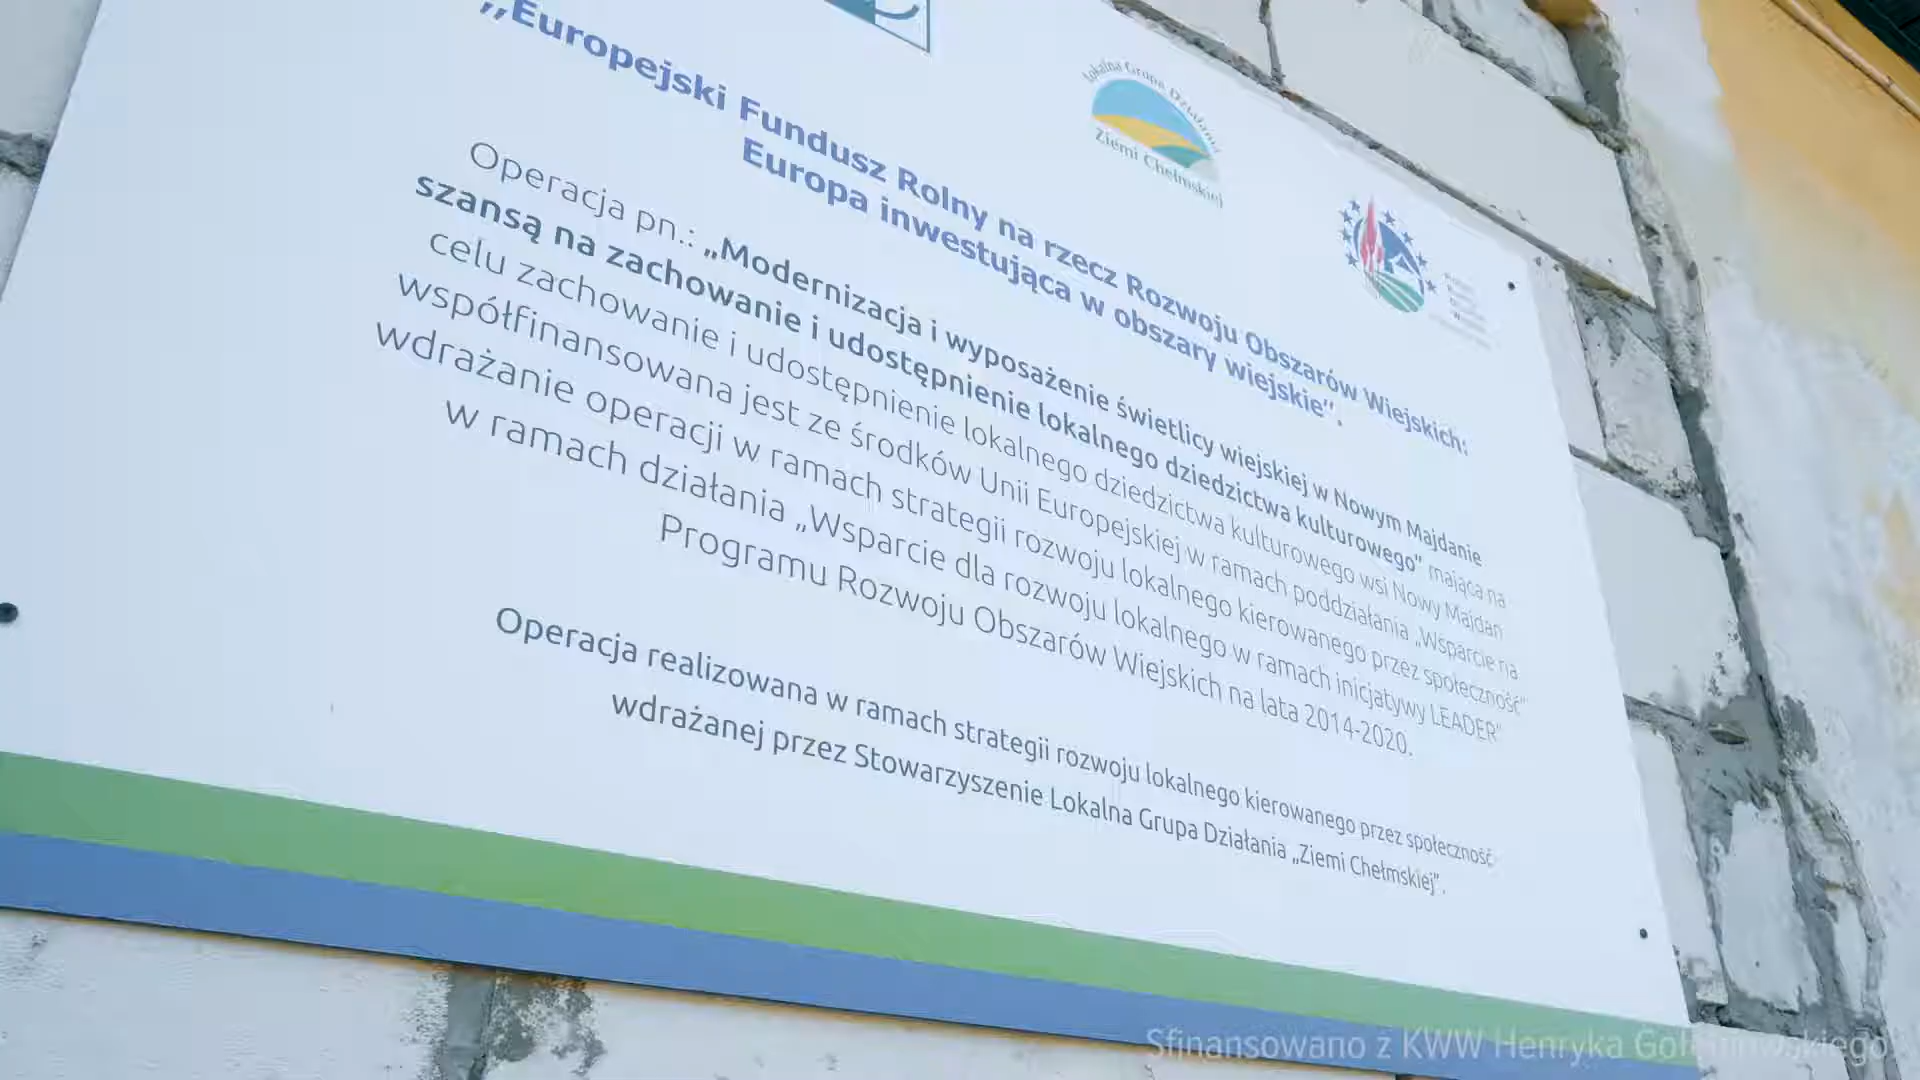 „Europejski Fundusz Rolny na rzecz Rozwoju Obszarów Wiejskich:
Europa inwestująca w obszary wiejskie”.
Lokalna Grupa Działania
Ziemi Chełmskiej
Operacja pn.: „Modernizacja i wyposażenie świetlicy wiejskiej w Nowym Majdanie
szansą na zachowanie i udostępnienie lokalnego dziedzictwa kulturowego” mająca na
celu zachowanie i udostępnienie lokalnego dziedzictwa kulturowego wsi Nowy Majdan
współfinansowana jest ze środków Unii Europejskiej w ramach poddziałania „Wsparcie na
wdrażanie operacji w ramach strategii rozwoju lokalnego kierowanego przez społeczność”
w ramach działania „Wsparcie dla rozwoju lokalnego w ramach inicjatywy LEADER”
Programu Rozwoju Obszarów Wiejskich na lata 2014-2020.
Operacja realizowana w ramach strategii rozwoju lokalnego kierowanego przez społeczność
wdrażanej przez Stowarzyszenie Lokalna Grupa Działania „Ziemi Chełmskiej”.
Sfinansowano z KWW Henryka